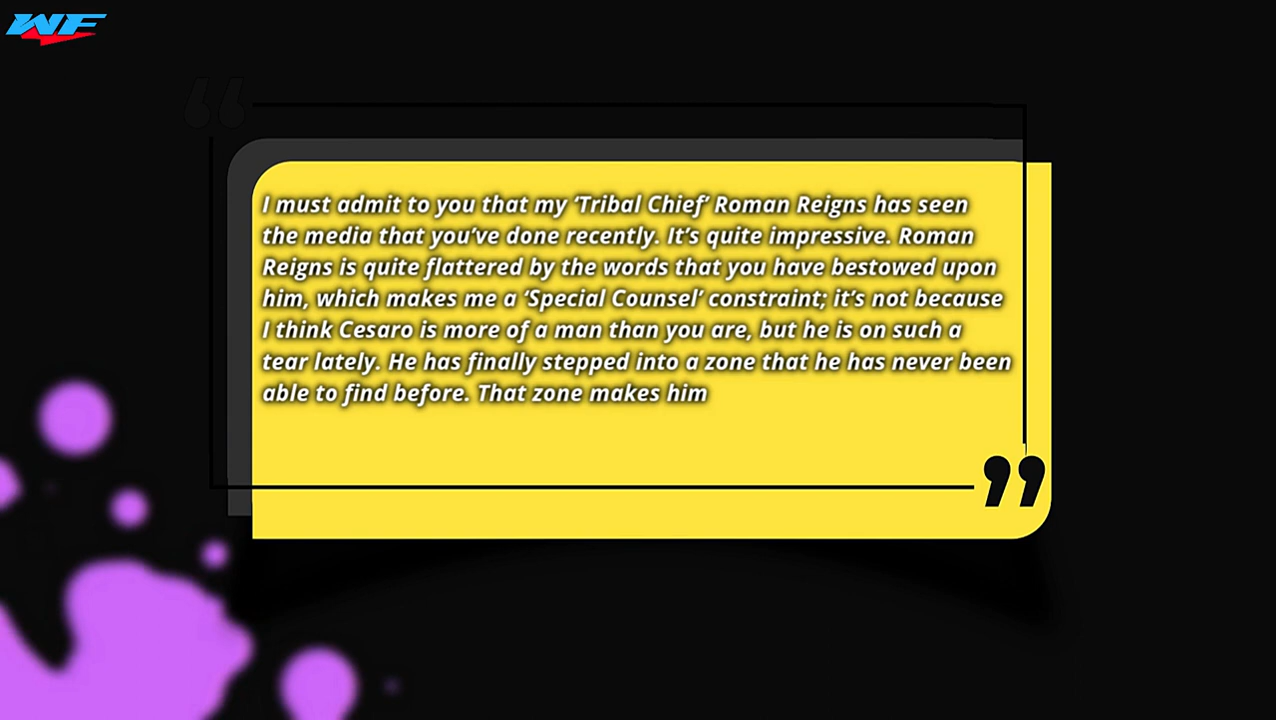 WF
I must admit to you that my ‘Tribal Chief’ Roman Reigns has seen
the media that you’ve done recently. It’s quite impressive. Roman
Reigns is quite flattered by the words that you have bestowed upon
him, which makes me a ‘Special Counsel’ constraint; it’s not because
I think Cesaro is more of a man than you are, but he is on such a
tear lately. He has finally stepped into a zone that he has never been
able to find before. That zone makes him